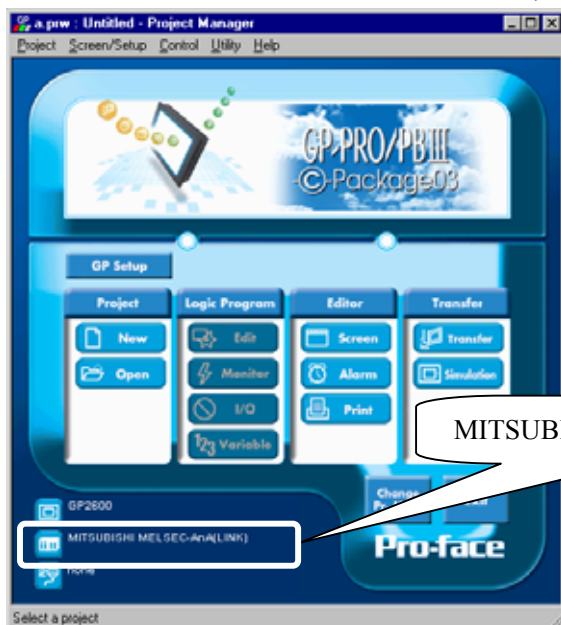 a.prw : Untitled - Project Manager
Project Screen/Setup Control Utility Help
GP-PRO/PBIII
C-Package03
GP Setup
Project Logic Program Editor Transfer
New Edit Screen Transfer
Open Monitor Alarm Simulation
I/O Print
123 Variable
MITSUBI
Change
GP2600
MITSUBISHI MELSEC-AnA(LINK)
Pro-face
none
Select a project